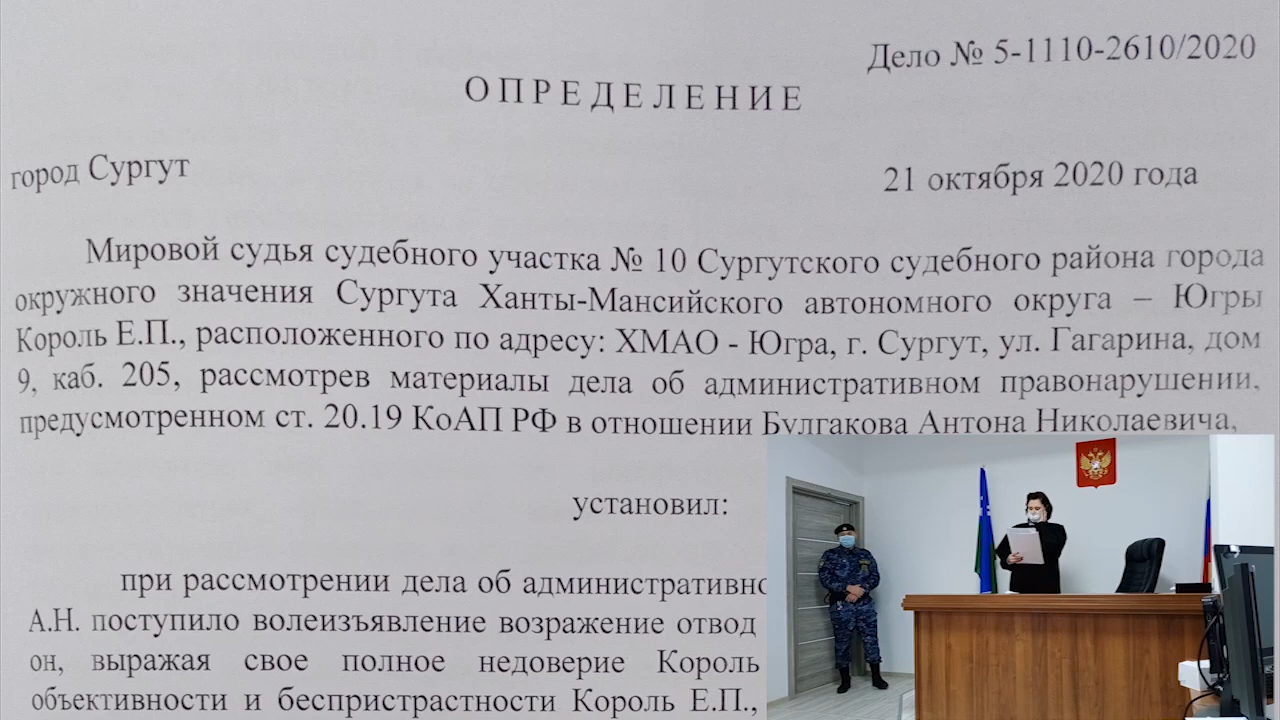 Дело № 5-1110-2610/2020
ОПРЕДЕЛЕНИЕ
город Сургут
21 октября 2020 года
Мировой судья судебного участка № 10 Сургутского судебного района города
окружного значения Сургута Ханты-Мансийского автономного округа – Югры
Король Е.П., расположенного по адресу: ХМАО - Югра, г. Сургут, ул. Гагарина, дом
9, каб. 205, рассмотрев материалы дела об административном правонарушении,
предусмотренном ст. 20.19 КоАП РФ в отношении Булгакова Антона Николаевича,
установил:
при рассмотрении дела об административно
А.Н. поступило волеизъявление возражение отвод
он, выражая свое полное недоверие Король
объективности и беспристрастности Король Е.П.,